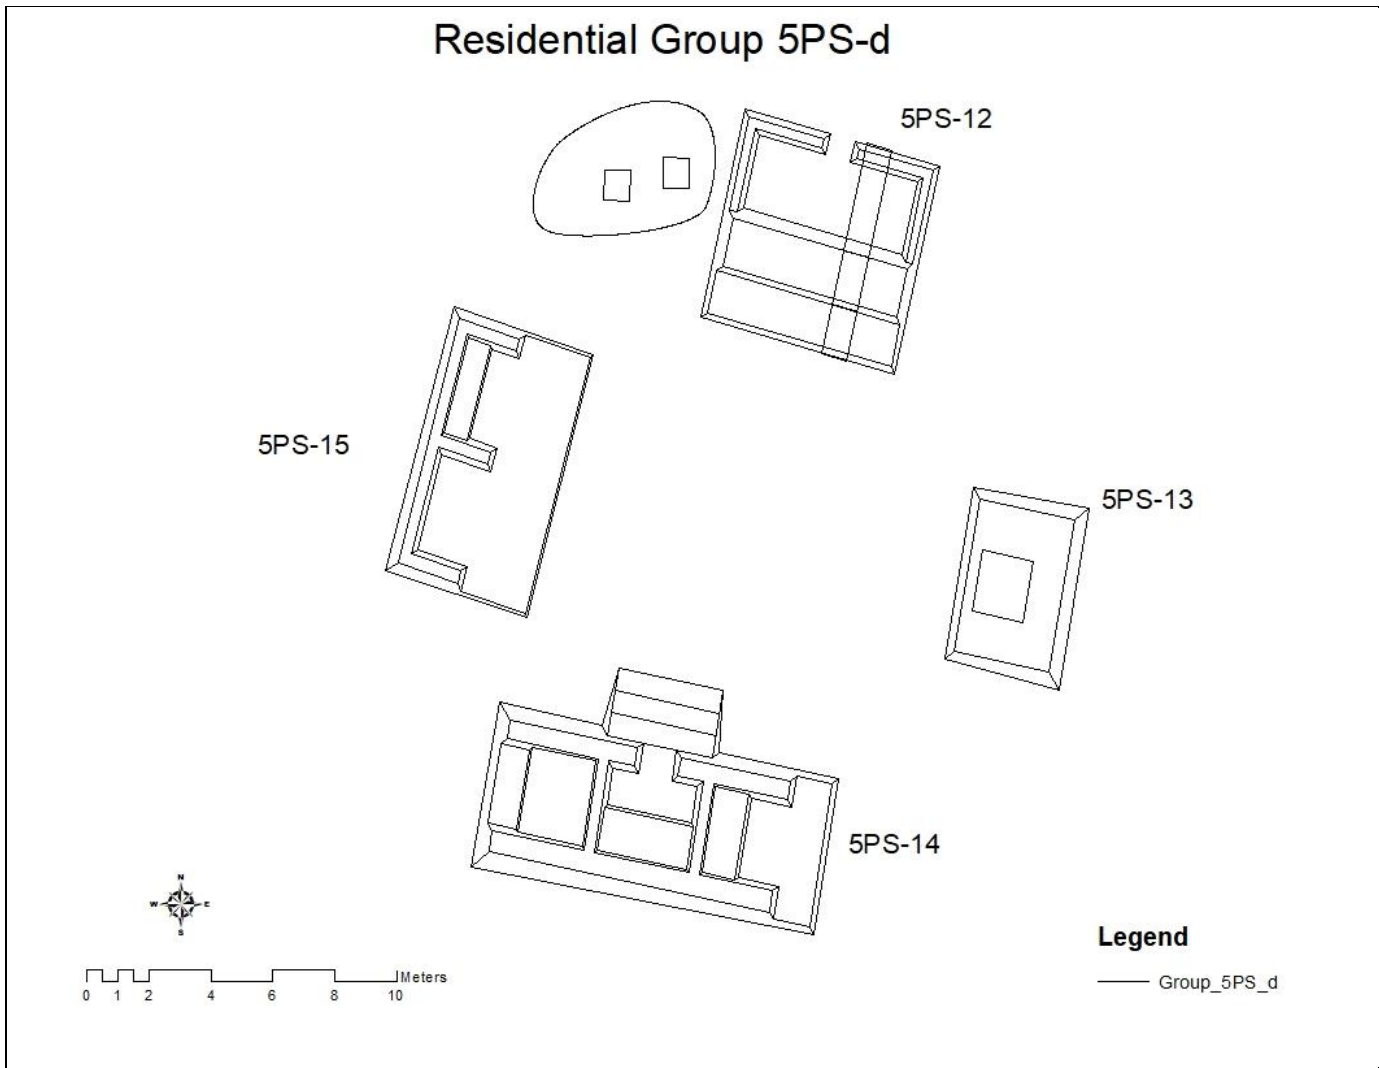 Residential Group 5PS-d
5PS-12
5PS-15
5PS-13
5PS-14
N
W E
S
Meters
0 1 2 4 6 8 10
Legend
Group_5PS_d